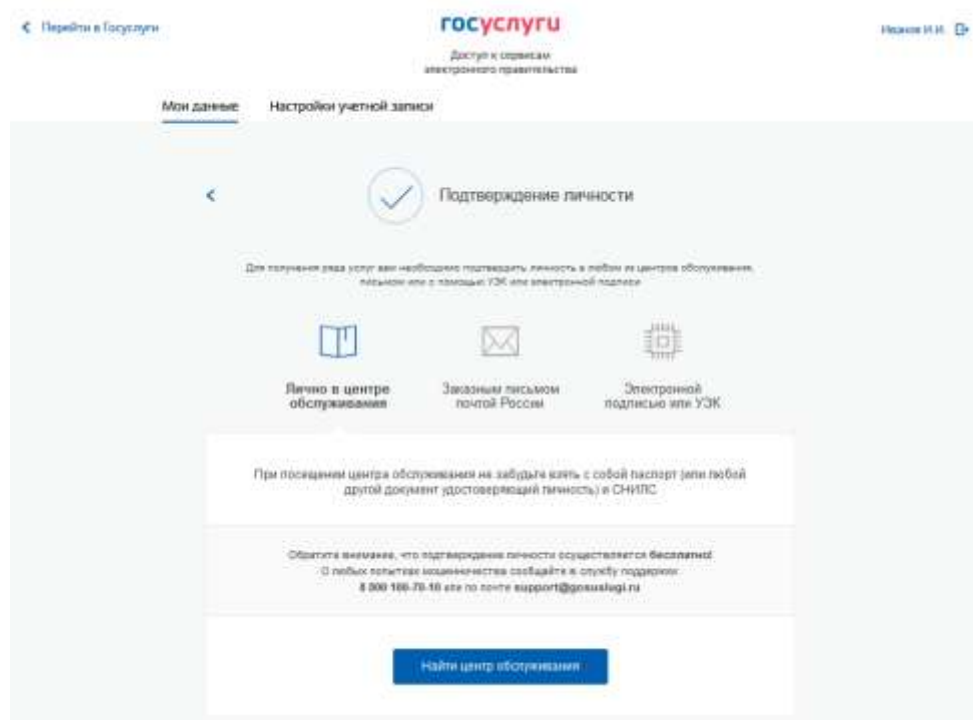 Перейти в Госуслуги
госуслуги
Иванов И.И.
Доступ к сервисам
электронного правительства
Мои данные
Настройки учетной записи
Подтверждение личности
Для получения ряда услуг вам необходимо подтвердить личность в любом из центров обслуживания,
письмом или с помощью УЭК или электронной подписи
Лично в центре
обслуживания
Заказным письмом
почтой России
Электронной
подписью или УЭК
При посещении центра обслуживания не забудьте взять с собой паспорт (или любой
другой документ удостоверяющий личность) и СНИЛС
Обратите внимание, что подтверждение личности осуществляется бесплатно!
О любых попытках мошенничества сообщайте в службу поддержки
8 800 100-70-10 или по почте support@gosuslugi.ru
Найти центр обслуживания